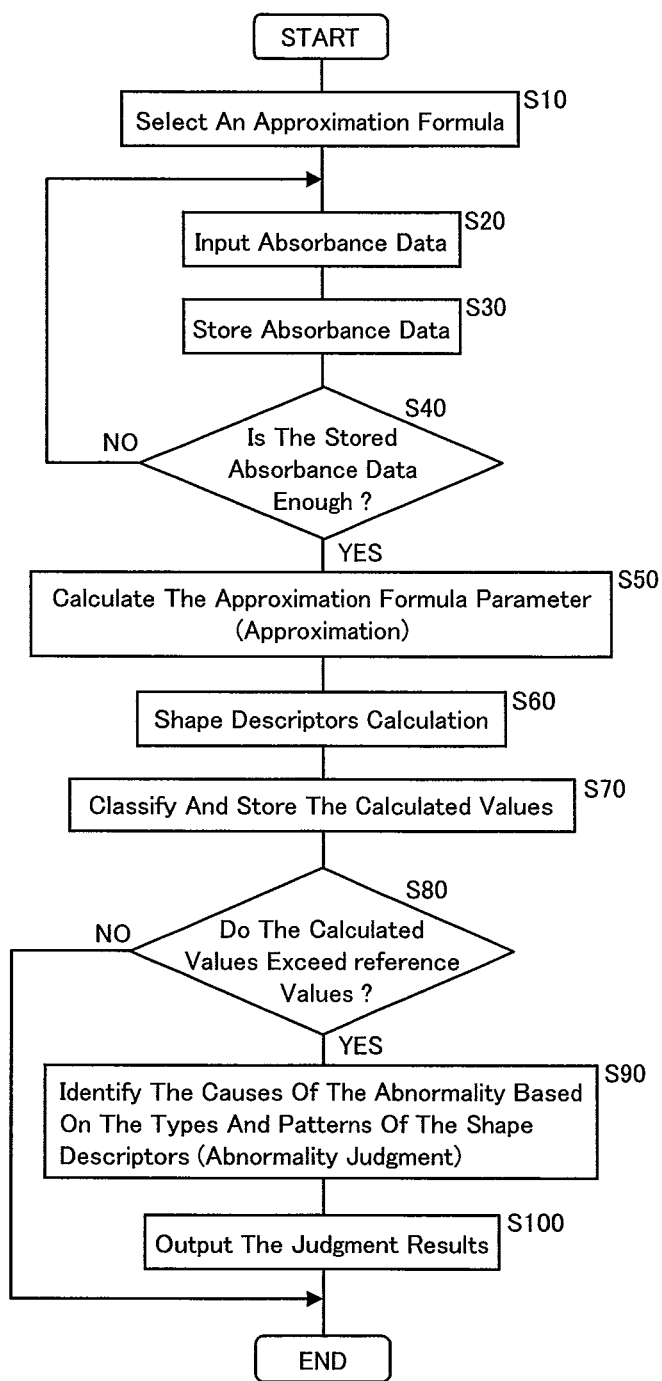 START
S10
Select An Approximation Formula
S20
Input Absorbance Data
S30
Store Absorbance Data
S40
NO
Is The Stored
Absorbance Data
Enough ?
YES
S50
Calculate The Approximation Formula Parameter
(Approximation)
S60
Shape Descriptors Calculation
S70
Classify And Store The Calculated Values
S80
NO
Do The Calculated
Values Exceed reference
Values ?
YES
S90
Identify The Causes Of The Abnormality Based
On The Types And Patterns Of The Shape
Descriptors (Abnormality Judgment)
S100
Output The Judgment Results
END